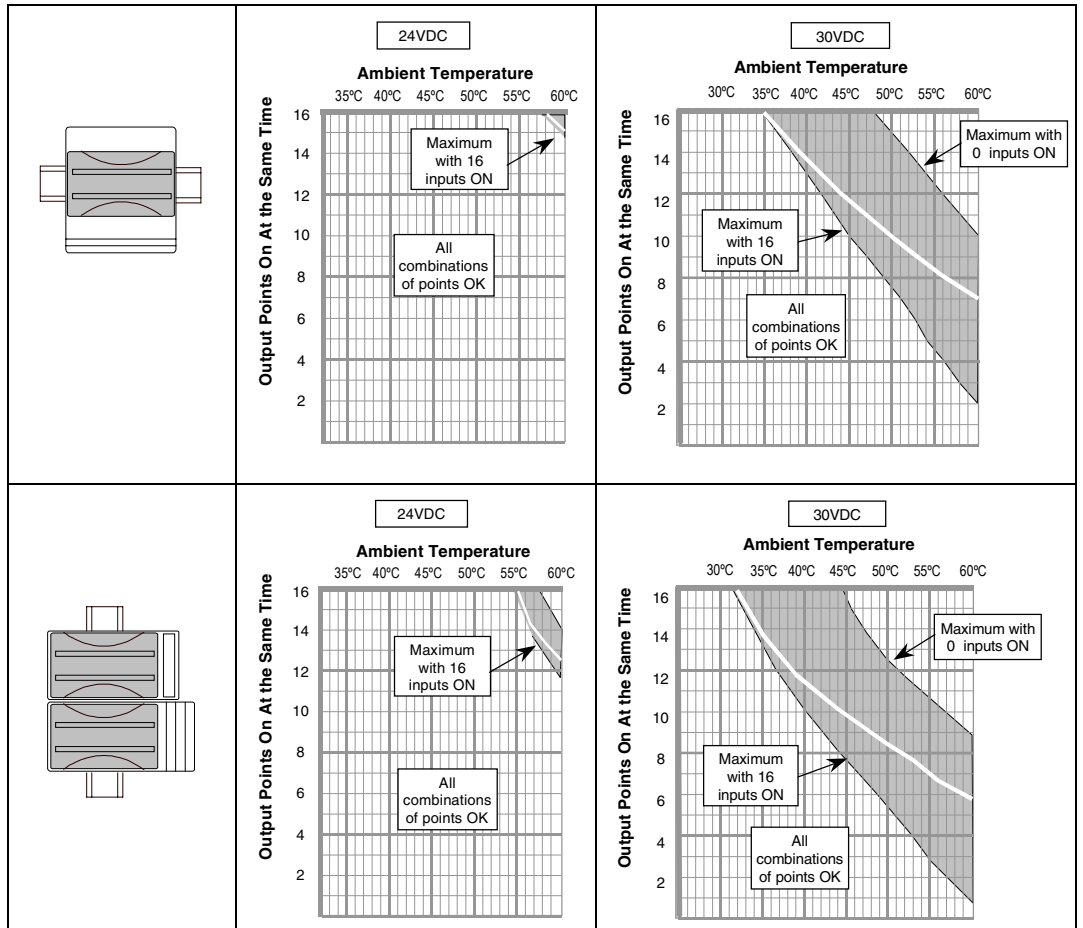 24VDC
Ambient Temperature
35ºC 40ºC 45ºC 50ºC 55ºC 60ºC
Output Points On At the Same Time
16
14
12
10
8
6
4
2
Maximum
with 16
inputs ON
All
combinations
of points OK
30VDC
Ambient Temperature
30ºC 35ºC 40ºC 45ºC 50ºC 55ºC 60ºC
Output Points On At the Same Time
16
14
12
10
8
6
4
2
Maximum with
0 inputs ON
Maximum
with 16
inputs ON
All
combinations
of points OK
24VDC
Ambient Temperature
35ºC 40ºC 45ºC 50ºC 55ºC 60ºC
Output Points On At the Same Time
16
14
12
10
8
6
4
2
Maximum
with 16
inputs ON
All
combinations
of points OK
30VDC
Ambient Temperature
30ºC 35ºC 40ºC 45ºC 50ºC 55ºC 60ºC
Output Points On At the Same Time
16
14
12
10
8
6
4
2
Maximum with
0 inputs ON
Maximum
with 16
inputs ON
All
combinations
of points OK